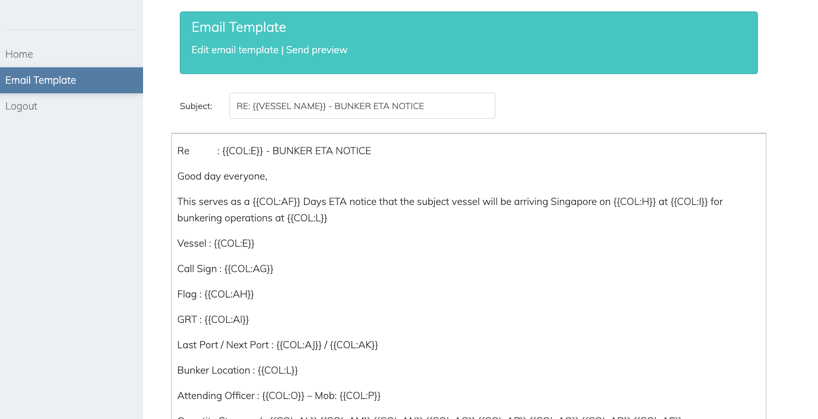 Email Template
Edit email template | Send preview
Home
Email Template
Logout
Subject: RE: {{VESSEL NAME}} - BUNKER ETA NOTICE
Re : {{COL:E}} - BUNKER ETA NOTICE
Good day everyone,
This serves as a {{COL:AF}} Days ETA notice that the subject vessel will be arriving Singapore on {{COL:H}} at {{COL:I}} for
bunkering operations at {{COL:L}}
Vessel : {{COL:E}}
Call Sign : {{COL:AG}}
Flag : {{COL:AH}}
GRT : {{COL:AI}}
Last Port / Next Port : {{COL:AJ}} / {{COL:AK}}
Bunker Location : {{COL:L}}
Attending Officer : {{COL:O}} – Mob: {{COL:P}}